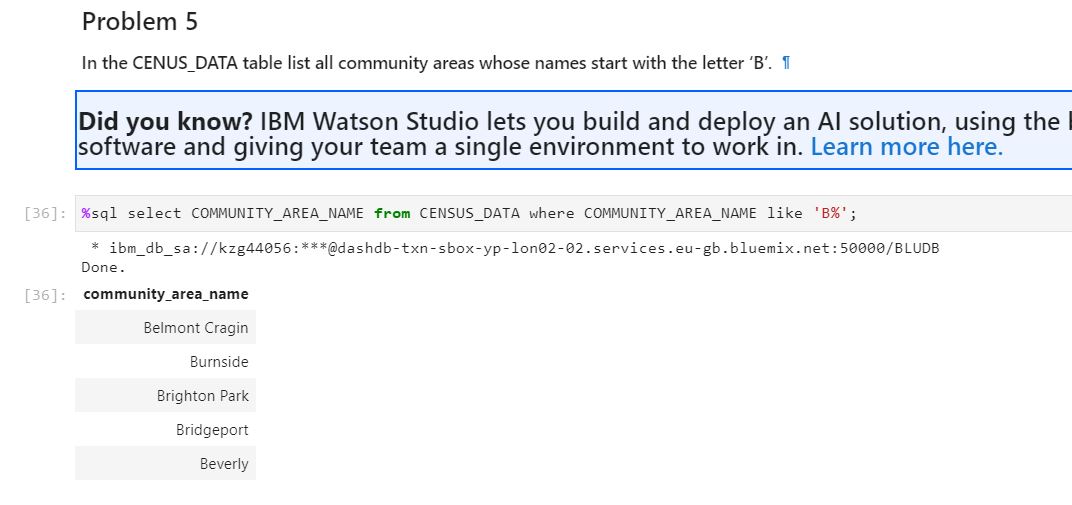 Problem 5
In the CENUS_DATA table list all community areas whose names start with the letter ‘B’. ¶
Did you know? IBM Watson Studio lets you build and deploy an AI solution, using the
software and giving your team a single environment to work in. Learn more here.
[36]: %sql select COMMUNITY_AREA_NAME from CENSUS_DATA where COMMUNITY_AREA_NAME like 'B%';
* ibm_db_sa://kzg44056:***@dashdb-txn-sbox-yp-lon02-02.services.eu-gb.bluemix.net:50000/BLUDB
Done.
[36]: community_area_name
Belmont Cragin
Burnside
Brighton Park
Bridgeport
Beverly